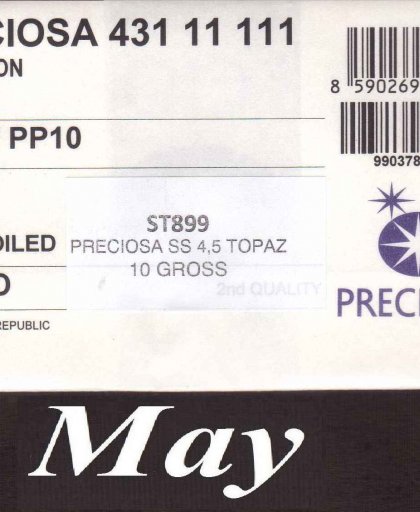 CIOSA 431 11 111
ON
8 590269
PP10
990378
ST899
OILED
PRECIOSA SS 4,5 TOPAZ
10 GROSS
O
2nd QUALITY
PREC
REPUBLIC
May